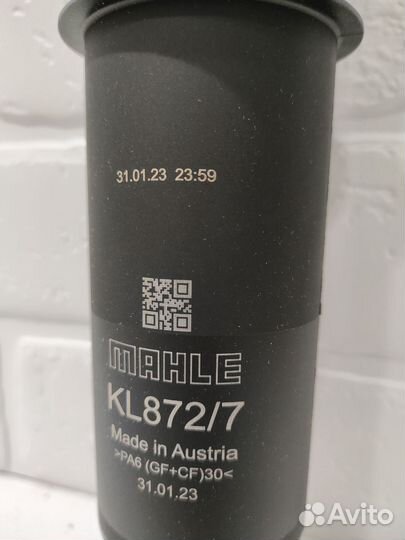 31.01.23 23:59
MAHLE
KL872/7
Made in Austria
>PA6 (GF+CF)30<
31.01.23
Avito